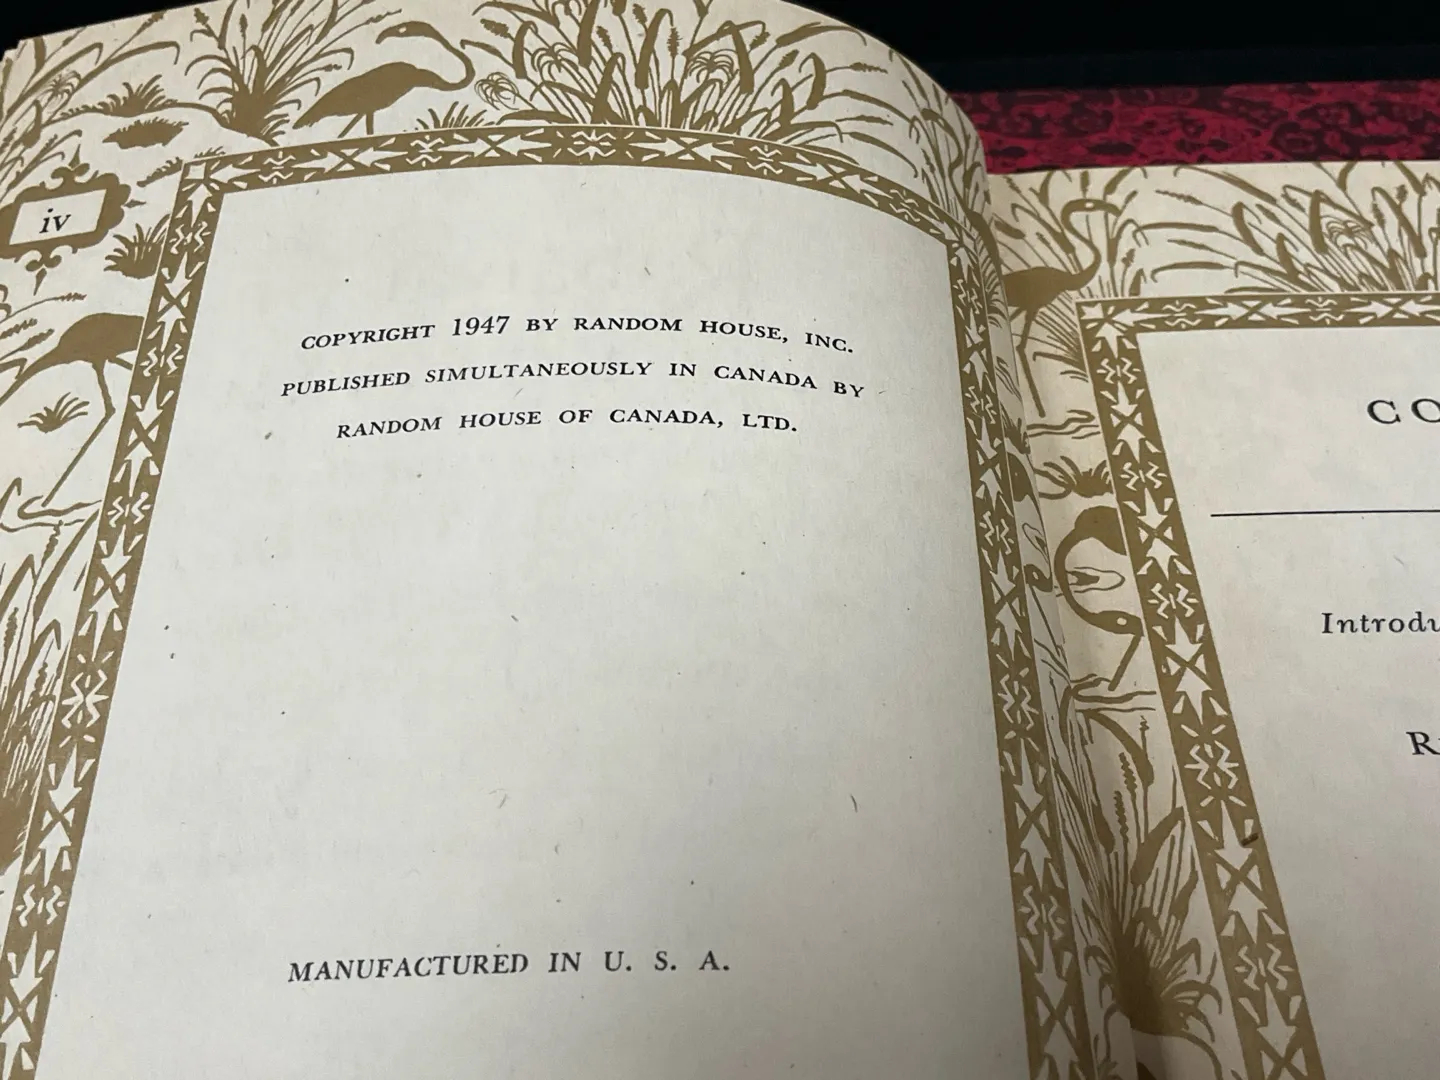 iv
COPYRIGHT 1947 BY RANDOM HOUSE, INC.
PUBLISHED SIMULTANEOUSLY IN CANADA BY
RANDOM HOUSE OF CANADA, LTD.
MANUFACTURED IN U. S. A.